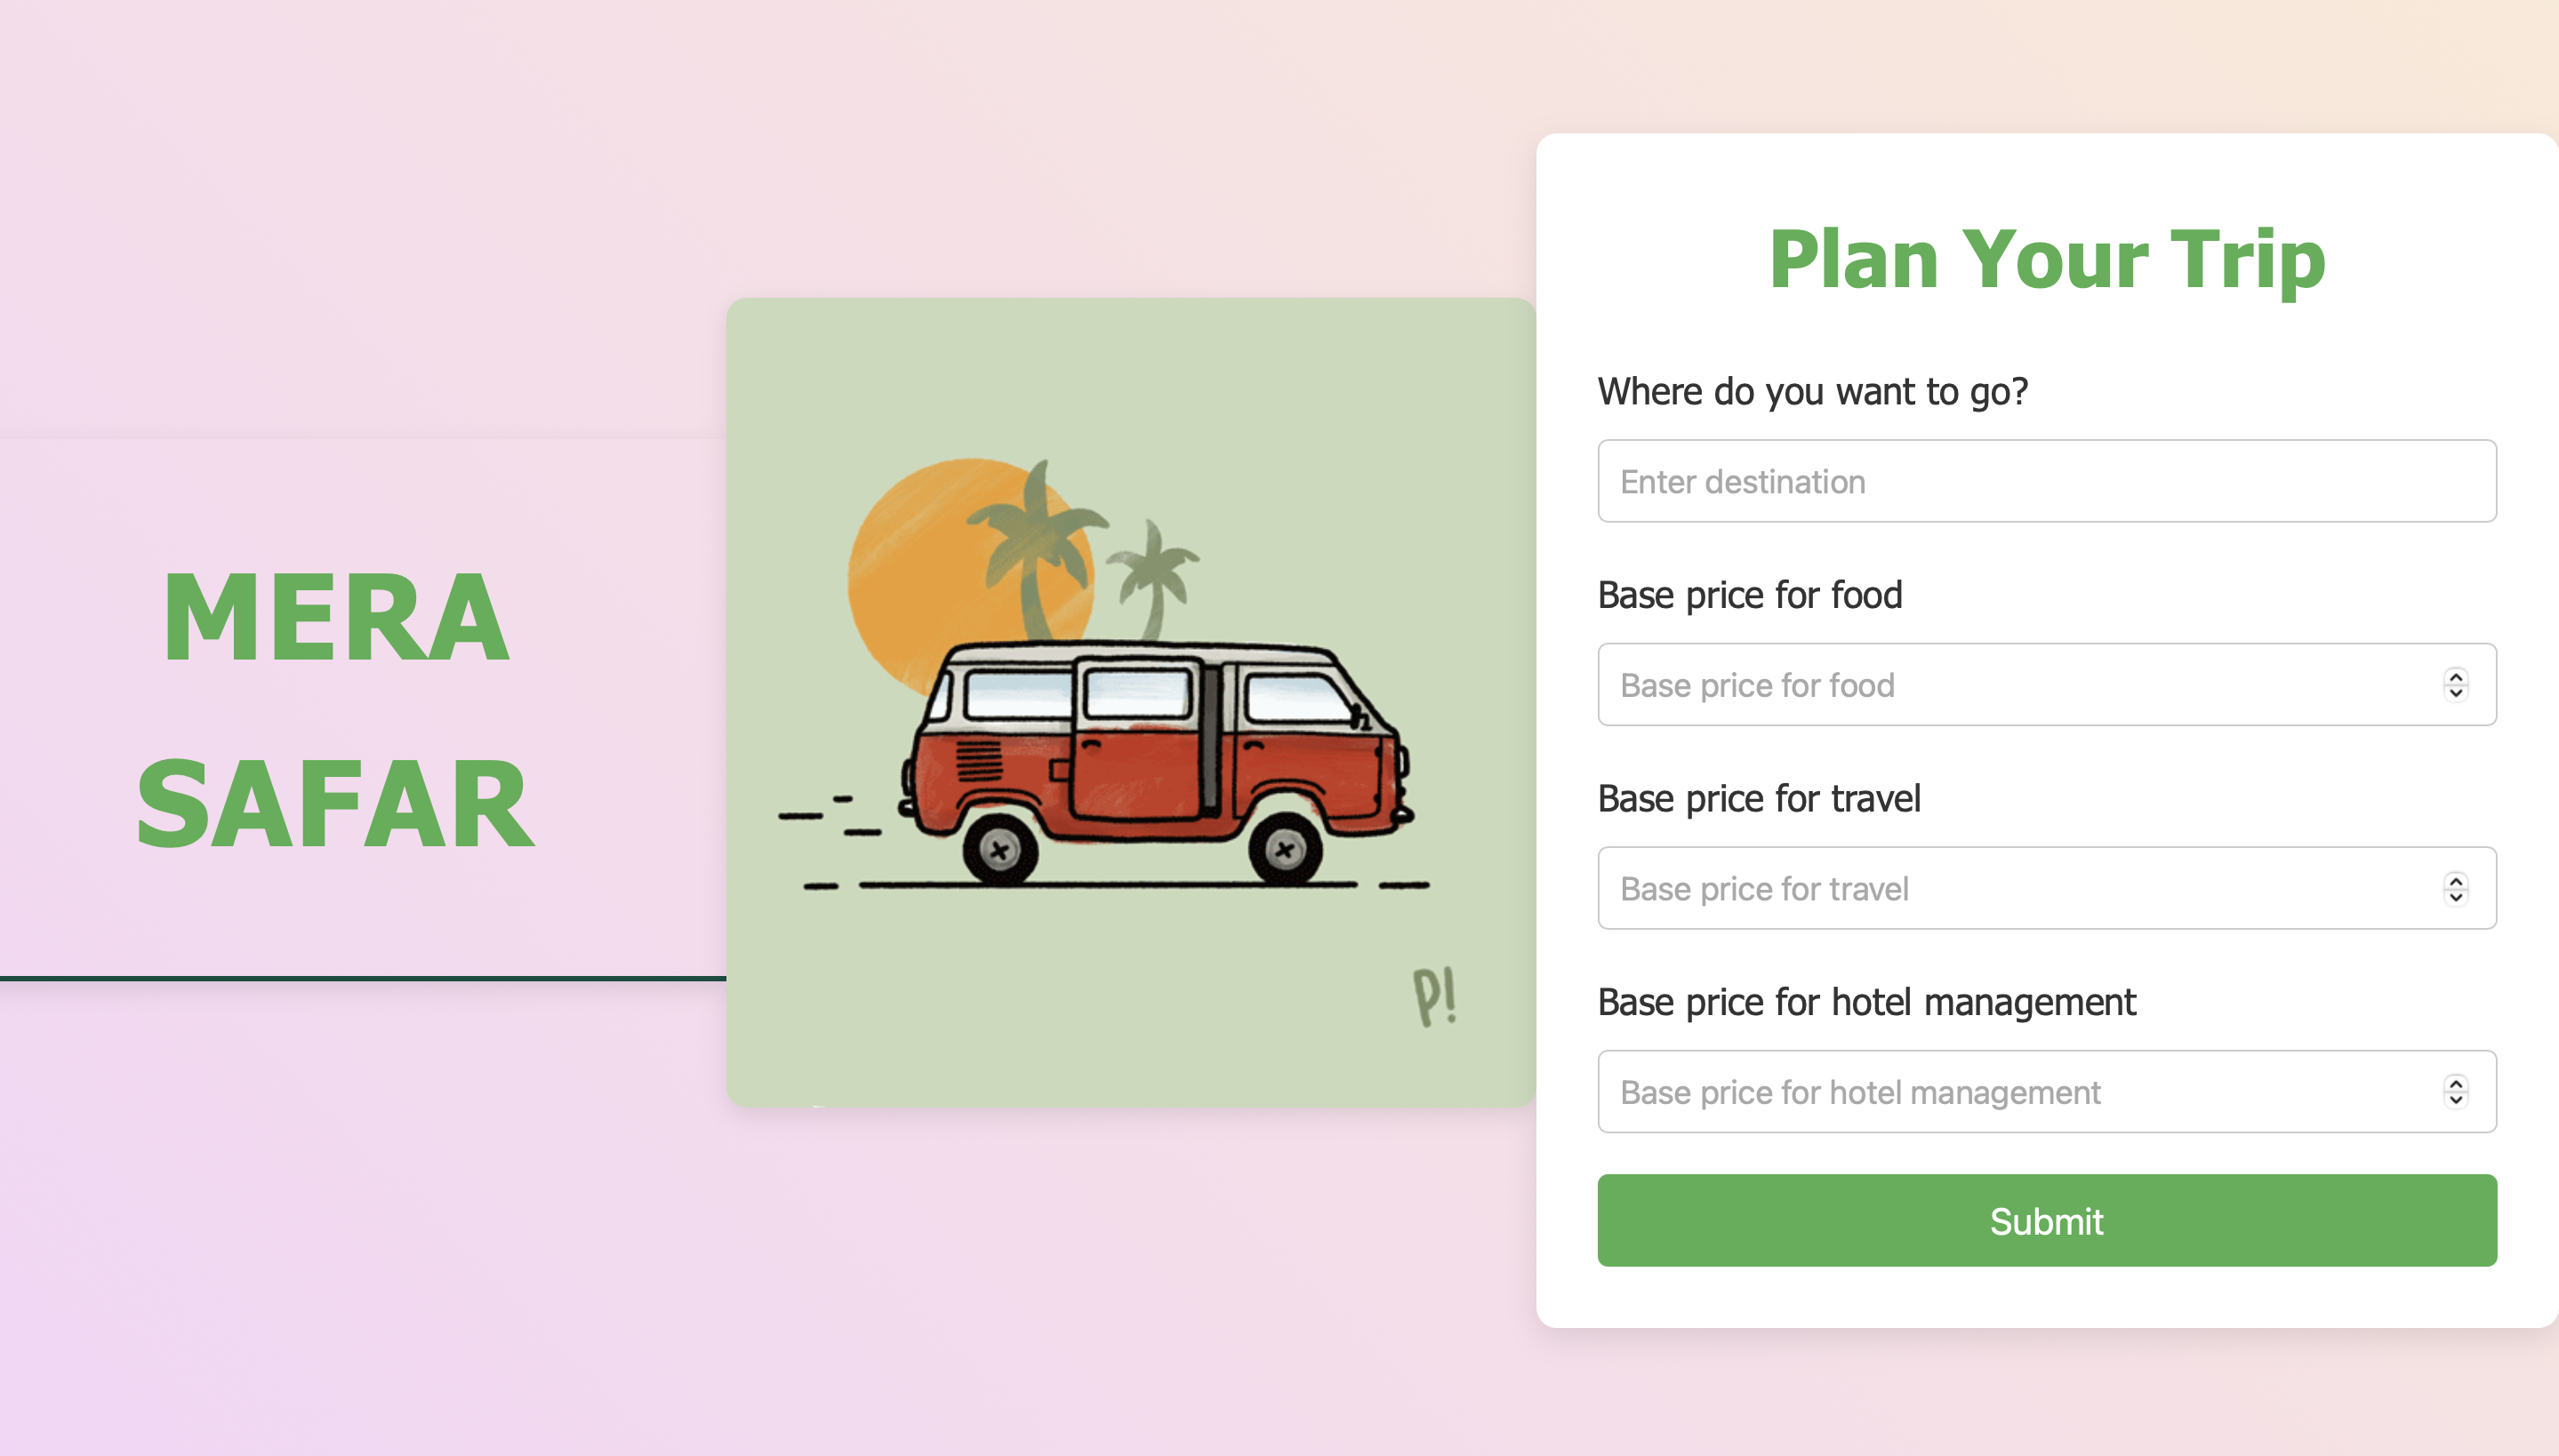 MERA
SAFAR
P!
Plan Your Trip
Where do you want to go?
Enter destination
Base price for food
Base price for food
Base price for travel
Base price for travel
Base price for hotel management
Base price for hotel management
Submit